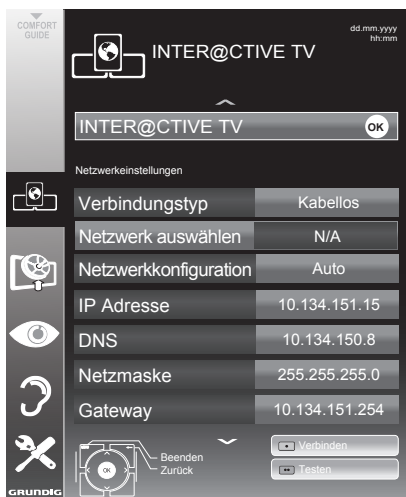 COMFORT
GUIDE
INTER@CTIVE TV
dd.mm.yyyy
hh:mm
INTER@CTIVE TV
OK
Netzwerkeinstellungen
Verbindungstyp Kabellos
Netzwerk auswählen N/A
Netzwerkkonfiguration Auto
IP Adresse 10.134.151.15
DNS 10.134.150.8
Netzmaske 255.255.255.0
Gateway 10.134.151.254
OK
Beenden
Zurück
Verbinden
Testen
GRUNDIG